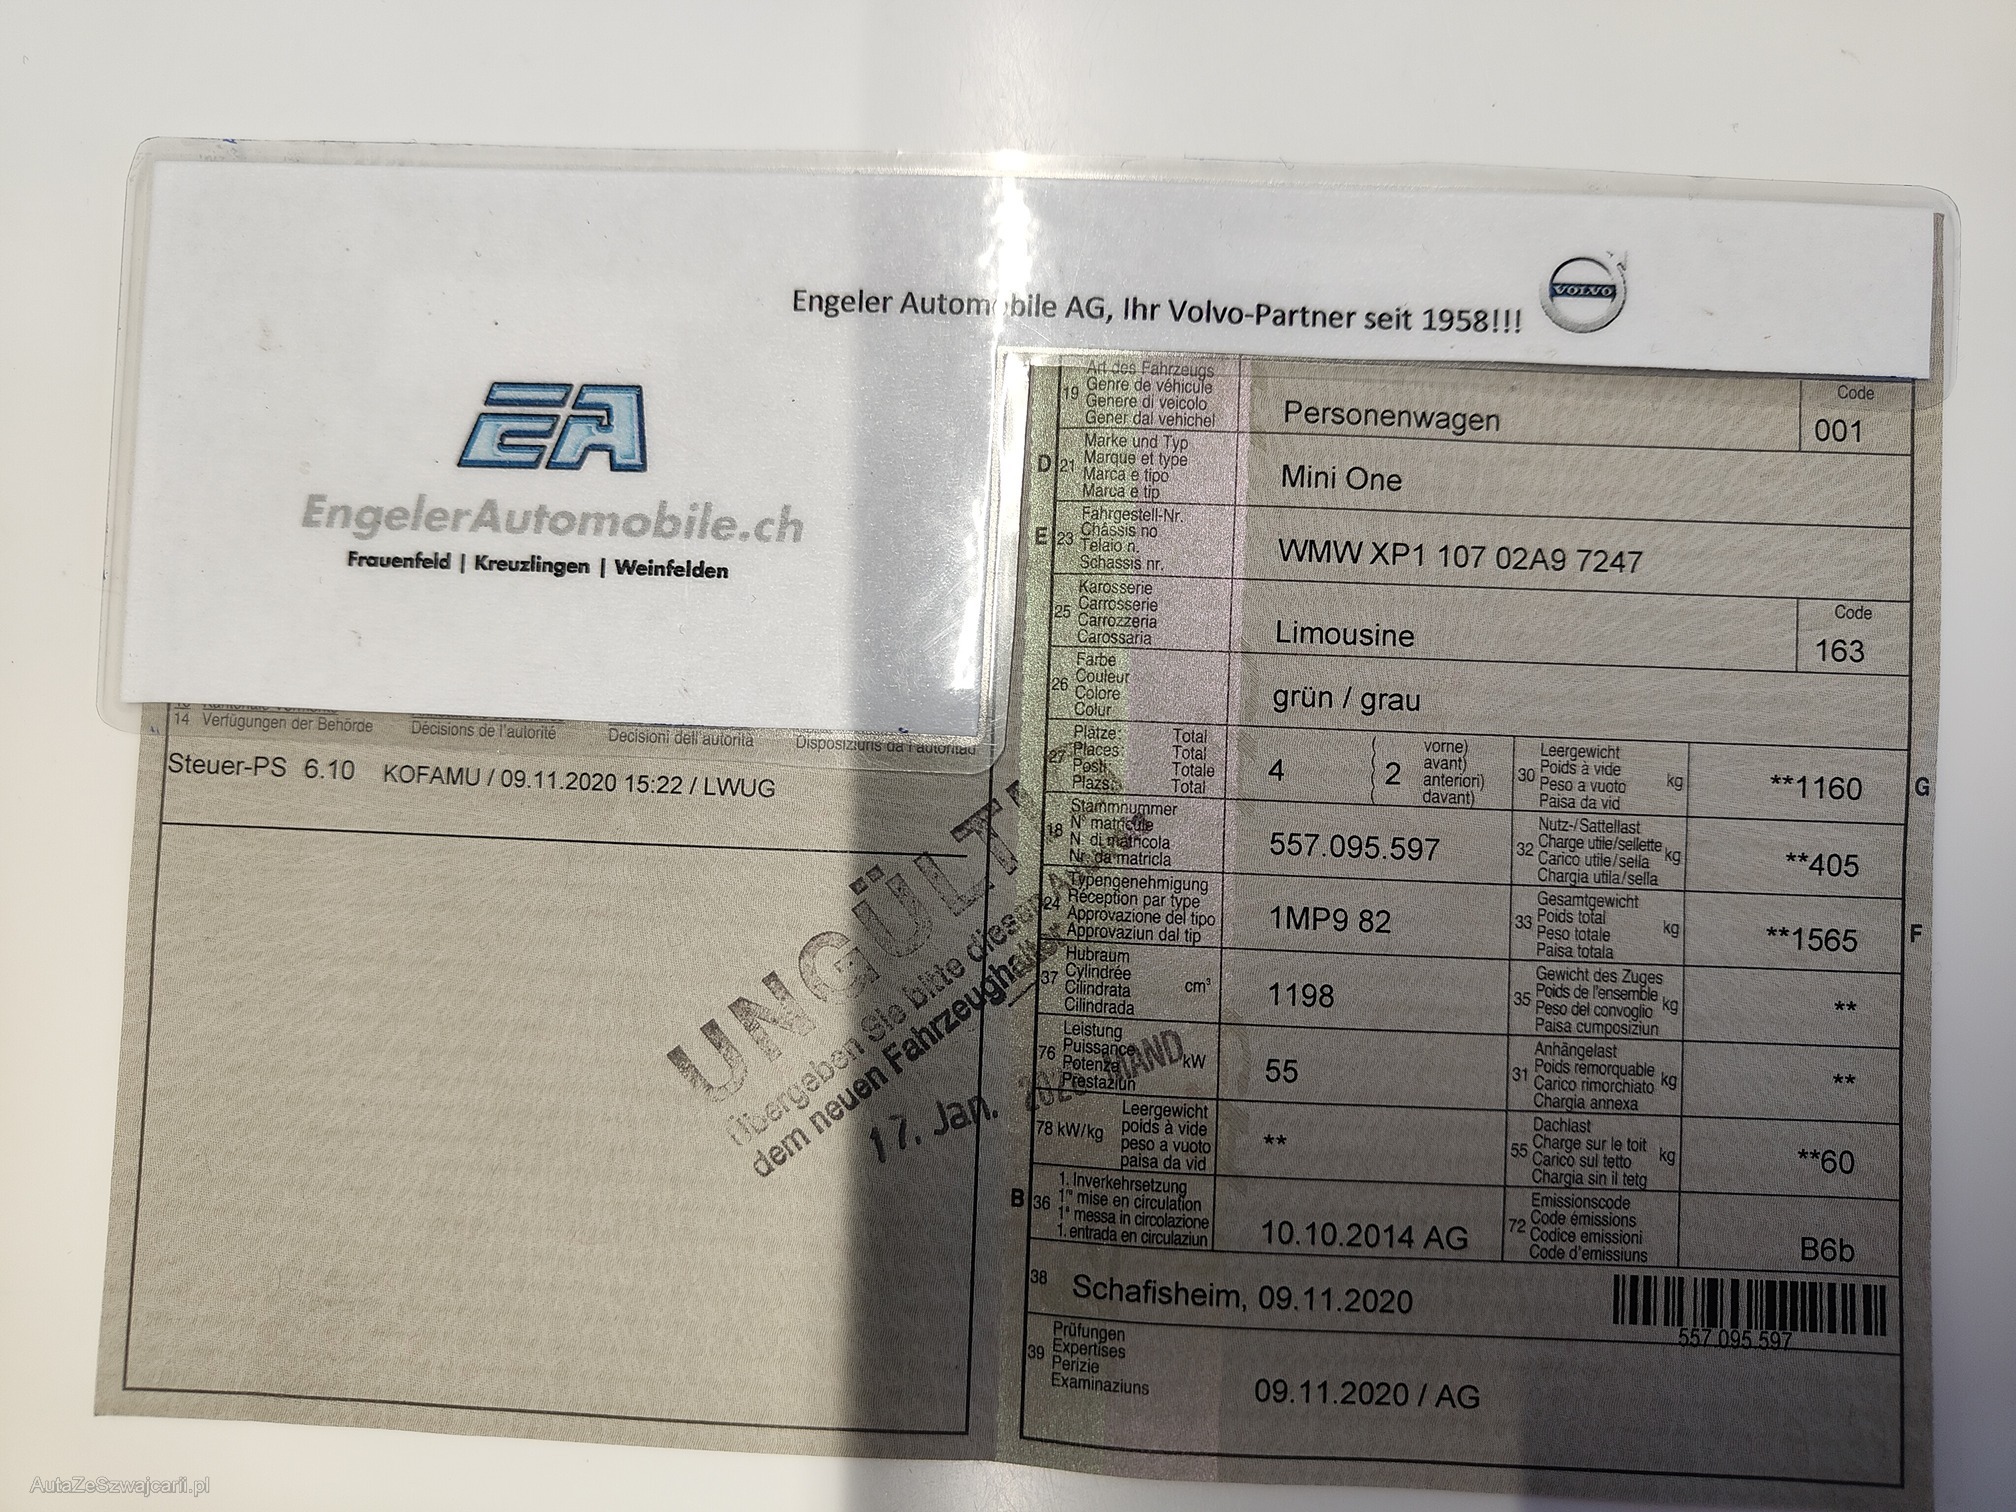 Engeler Automobile AG, Ihr Volvo-Partner seit 1958!!!
VOLVO
EA
EngelerAutomobile.ch
Frauenfeld | Kreuzlingen | Weinfelden
14 Verfügungen der Behörde Décisions de l'autorité Decisioni dell'autorità Disposiziuns da l'autoritad
Steuer-PS 6.10 KOFAMU / 09.11.2020 15:22 / LWUG
UNGÜLTI
Übergeben Sie bitte diesen
dem neuen Fahrzeughalter
17. Jan. 2023 MAND
Art des Fahrzeugs
19 Genre de véhicule
Genere di veicolo
Gener dal vehichel
Personenwagen
Code
001
D 21 Marke und Typ
Marque et type
Marca e tipo
Marca e tip
Mini One
E 23 Fahrgestell-Nr.
Châssis no
Telaio n.
Schassis nr.
WMW XP1 107 02A9 7247
25 Karosserie
Carrosserie
Carrozzeria
Carossaria
Limousine
Code
163
26 Farbe
Couleur
Colore
Colur
grün / grau
27 Plätze: Total
Places: Total
Posti: Totale
Plazs: Total
4 ( 2 vorne)
avant)
anteriori)
davant)
30 Leergewicht
Poids à vide
Peso a vuoto
Paisa da vid
kg
**1160 G
18 Stammnummer
N° matricule
N. di matricola
Nr. da matricla
557.095.597
32 Nutz-/Sattellast
Charge utile/sellette
Carico utile/sella
Chargia utila/sella
kg
**405
24 Typengenehmigung
Réception par type
Approvazione del tipo
Approvaziun dal tip
1MP9 82
33 Gesamtgewicht
Poids total
Peso totale
Paisa totala
kg
**1565 F
37 Hubraum
Cylindrée
Cilindrata
Cilindrada
cm³
1198
35 Gewicht des Zuges
Poids de l'ensemble
Peso del convoglio
Paisa cumposiziun
kg
**
76 Leistung
Puissance
Potenza
Prestaziun
kW
55
31 Anhängelast
Poids remorquable
Carico rimorchiato
Chargia annexa
kg
**
78 kW/kg Leergewicht
poids à vide
peso a vuoto
paisa da vid
**
55 Dachlast
Charge sur le toit
Carico sul tetto
Chargia sin il tetg
kg
**60
B 36 1. Inverkehrsetzung
1re mise en circulation
1a messa in circolazione
1. entrada en circulaziun
10.10.2014 AG
72 Emissionscode
Code émissions
Codice emissioni
Code d'emissiuns
B6b
38 Schafisheim, 09.11.2020
557.095.597
39 Prüfungen
Expertises
Perizie
Examinaziuns
09.11.2020 / AG
AutaZeSzwajcarii.pl